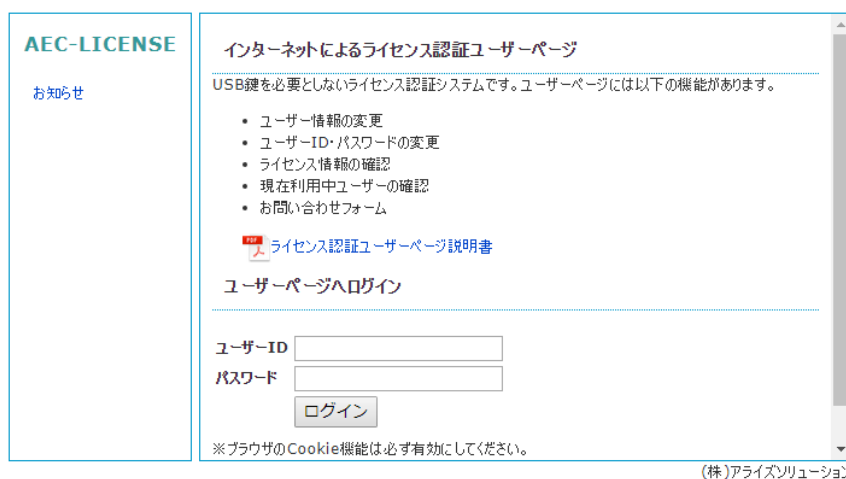 AEC-LICENSE
お知らせ
インターネットによるライセンス認証ユーザーページ
USB鍵を必要としないライセンス認証システムです。ユーザーページには以下の機能があります。
• ユーザー情報の変更
• ユーザーID・パスワードの変更
• ライセンス情報の確認
• 現在利用中ユーザーの確認
• お問い合わせフォーム
PDF ライセンス認証ユーザーページ説明書
ユーザーページへログイン
ユーザーID
パスワード
ログイン
※ブラウザのCookie機能は必ず有効にしてください。
(株)アライズソリューション